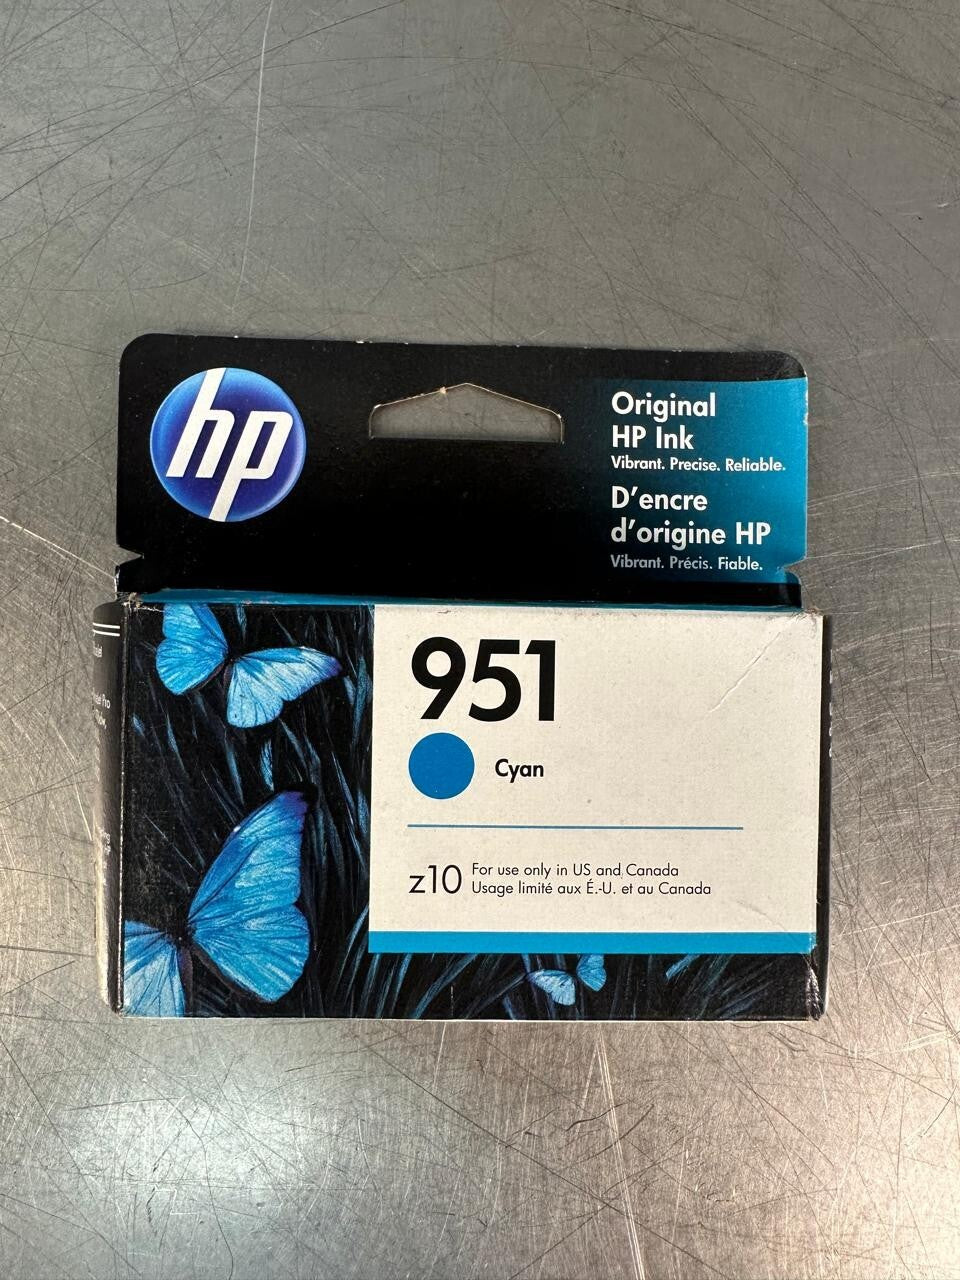 hp
Original
HP Ink
Vibrant. Precise. Reliable.
D'encre
d'origine HP
Vibrant. Précis. Fiable.
951
Cyan
z10
For use only in US and Canada
Usage limité aux É.-U. et au Canada